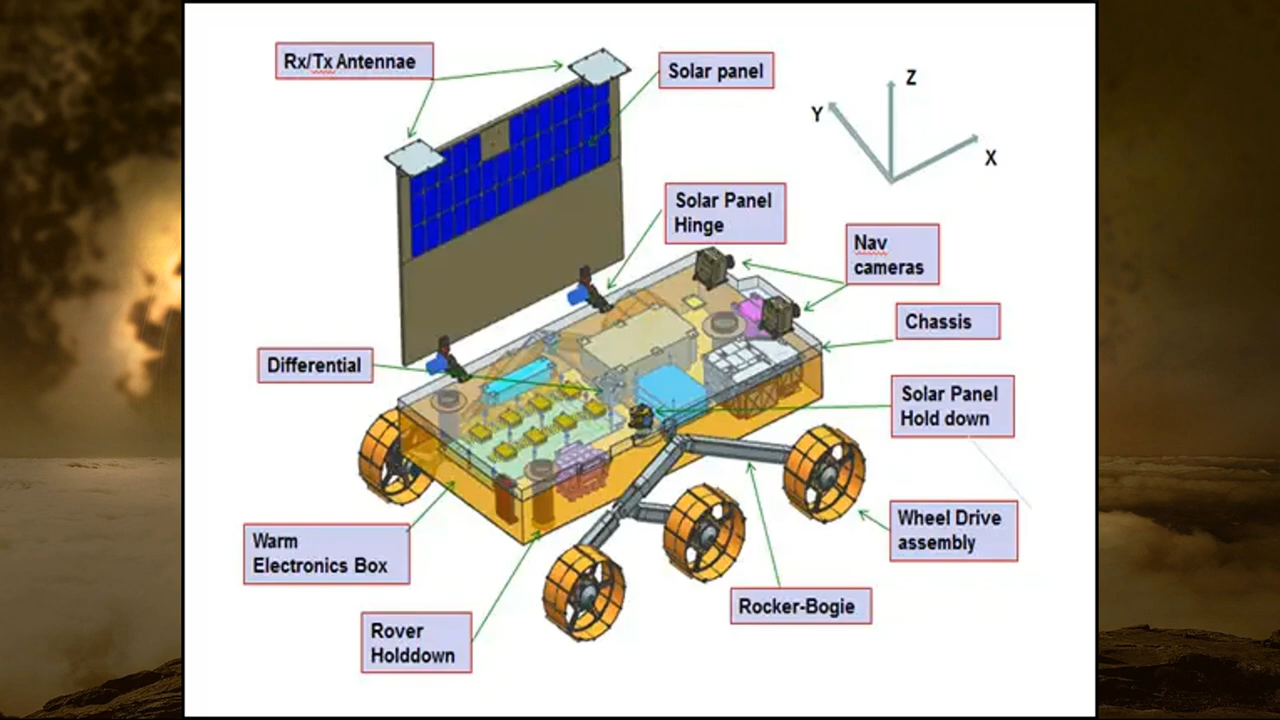 Rx/Tx Antennae
Solar panel
Z
Y
X
Solar Panel
Hinge
Nav
cameras
Chassis
Differential
Solar Panel
Hold down
Wheel Drive
assembly
Warm
Electronics Box
Rocker-Bogie
Rover
Holddown